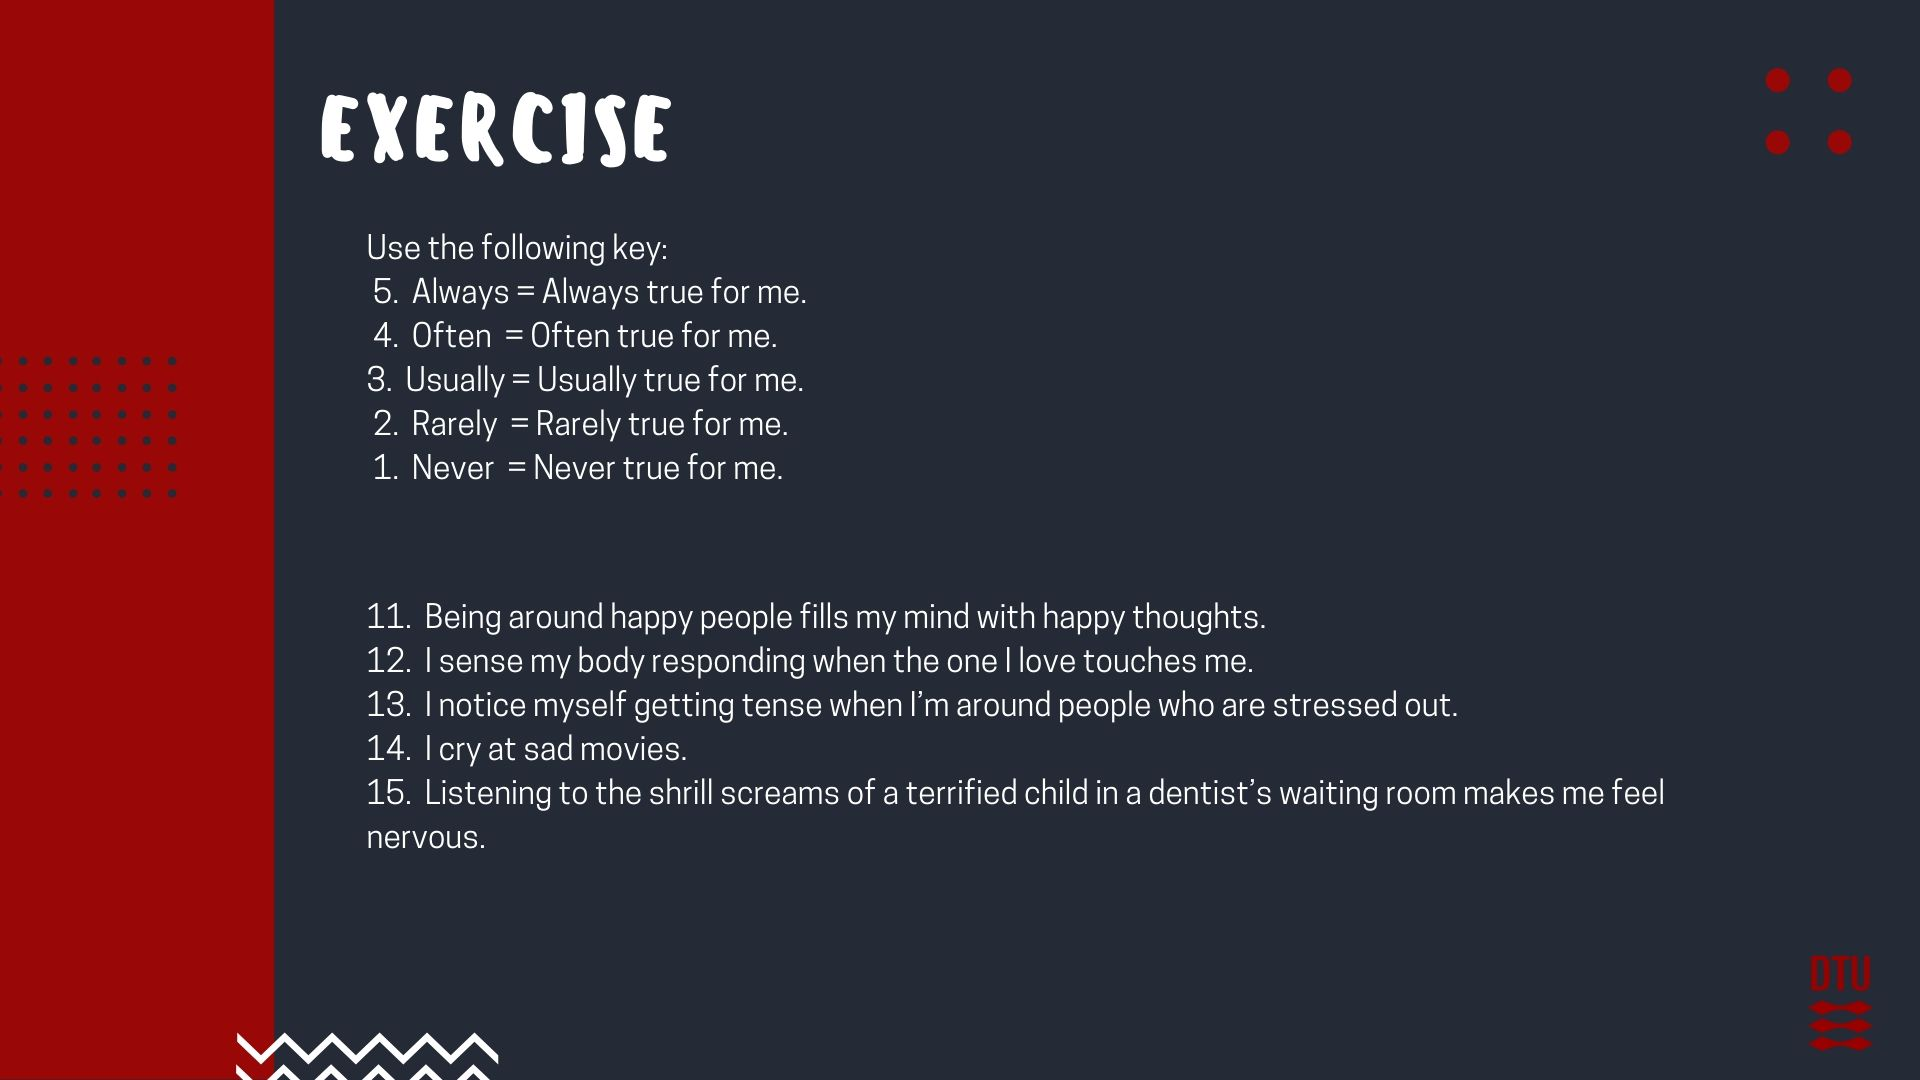 EXERCISE
Use the following key:
5. Always = Always true for me.
4. Often = Often true for me.
3. Usually = Usually true for me.
2. Rarely = Rarely true for me.
1. Never = Never true for me.
11. Being around happy people fills my mind with happy thoughts.
12. I sense my body responding when the one I love touches me.
13. I notice myself getting tense when I’m around people who are stressed out.
14. I cry at sad movies.
15. Listening to the shrill screams of a terrified child in a dentist’s waiting room makes me feel
nervous.
DTU